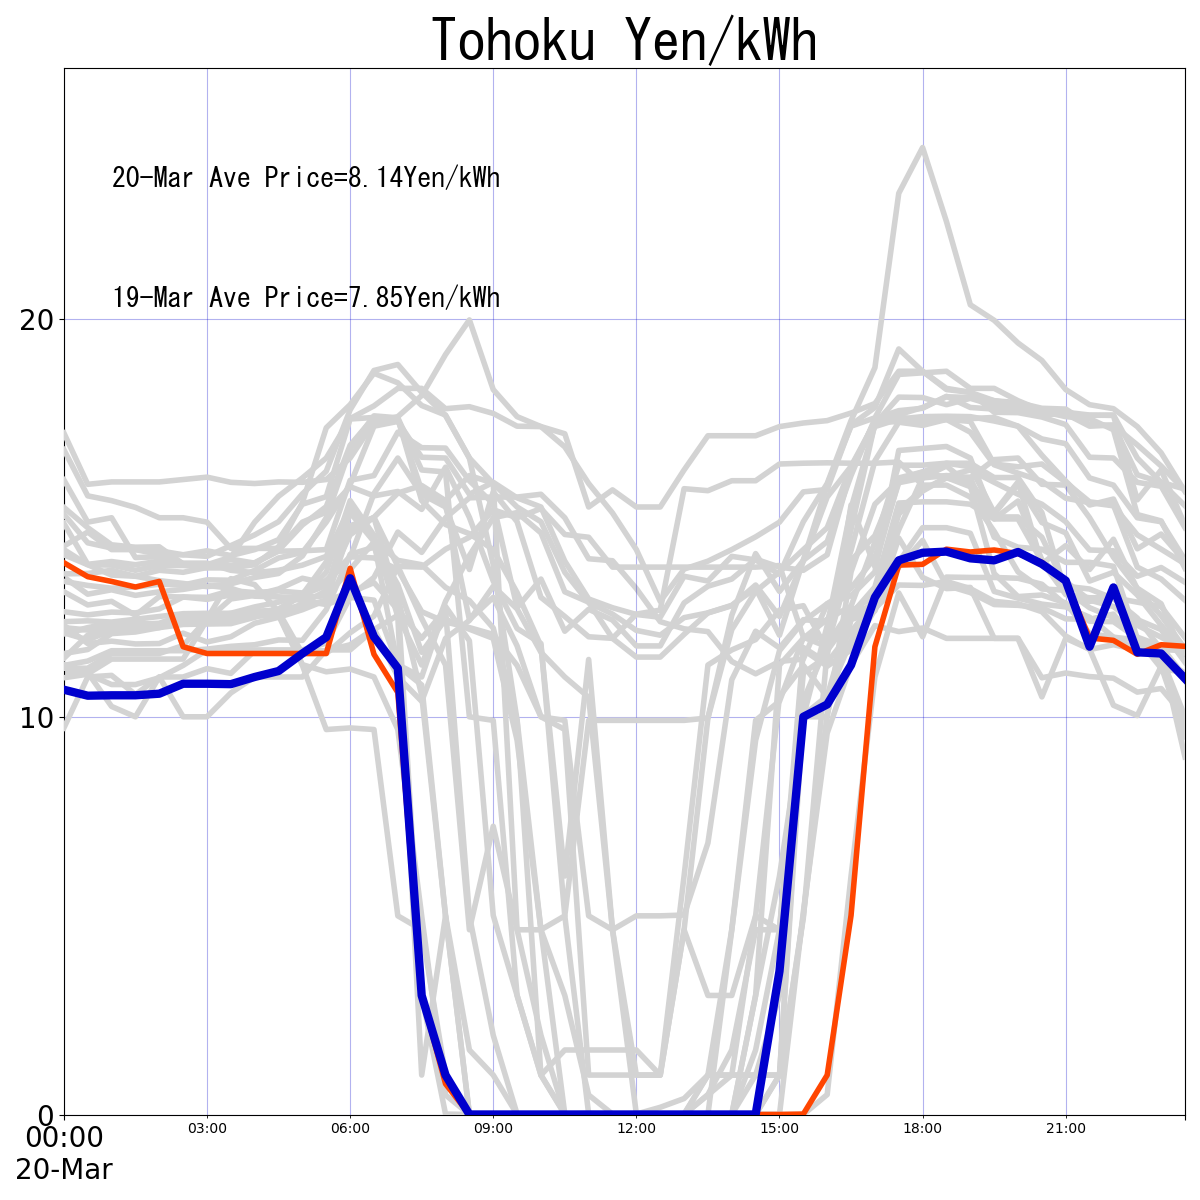 Tohoku Yen/kWh
20-Mar Ave Price=8.14Yen/kWh
19-Mar Ave Price=7.85Yen/kWh
20
10
0
00:00 03:00 06:00 09:00 12:00 15:00 18:00 21:00
20-Mar